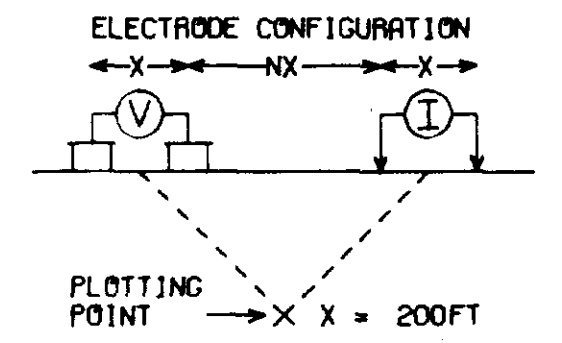 ELECTRODE CONFIGURATION
X NX X
V I
PLOTTING
POINT X X = 200FT